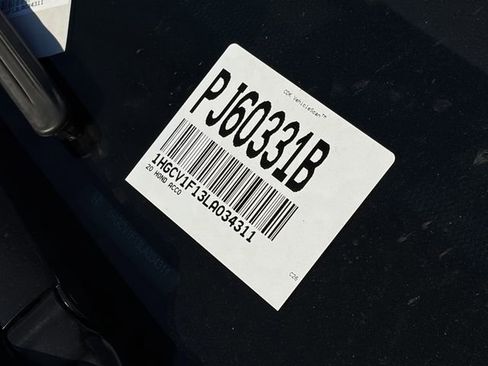 CDK VehicleScan™
PJ60331B
1HGCV1F13LA034311
20 HOND ACCO
C26